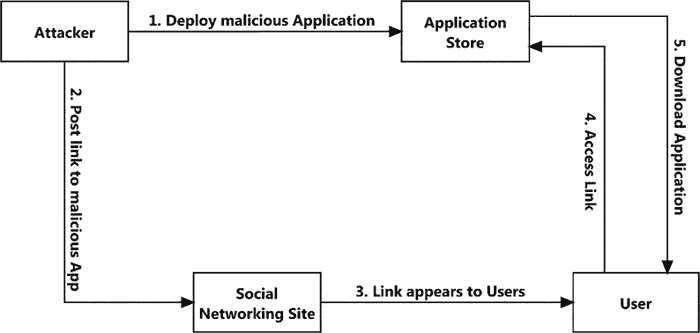 Attacker
1. Deploy malicious Application
Application
Store
2. Post link to malicious App
5. Download Application
4. Access Link
Social
Networking Site
3. Link appears to Users
User